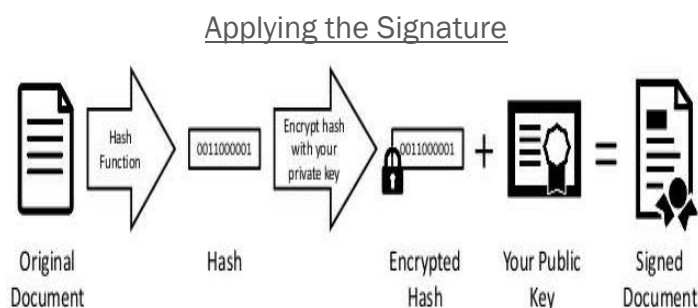 Applying the Signature
Hash
Function
0011000001
Encrypt hash
with your
private key
0011000001
+
=
Original
Document
Hash
Encrypted
Hash
Your Public
Key
Signed
Document